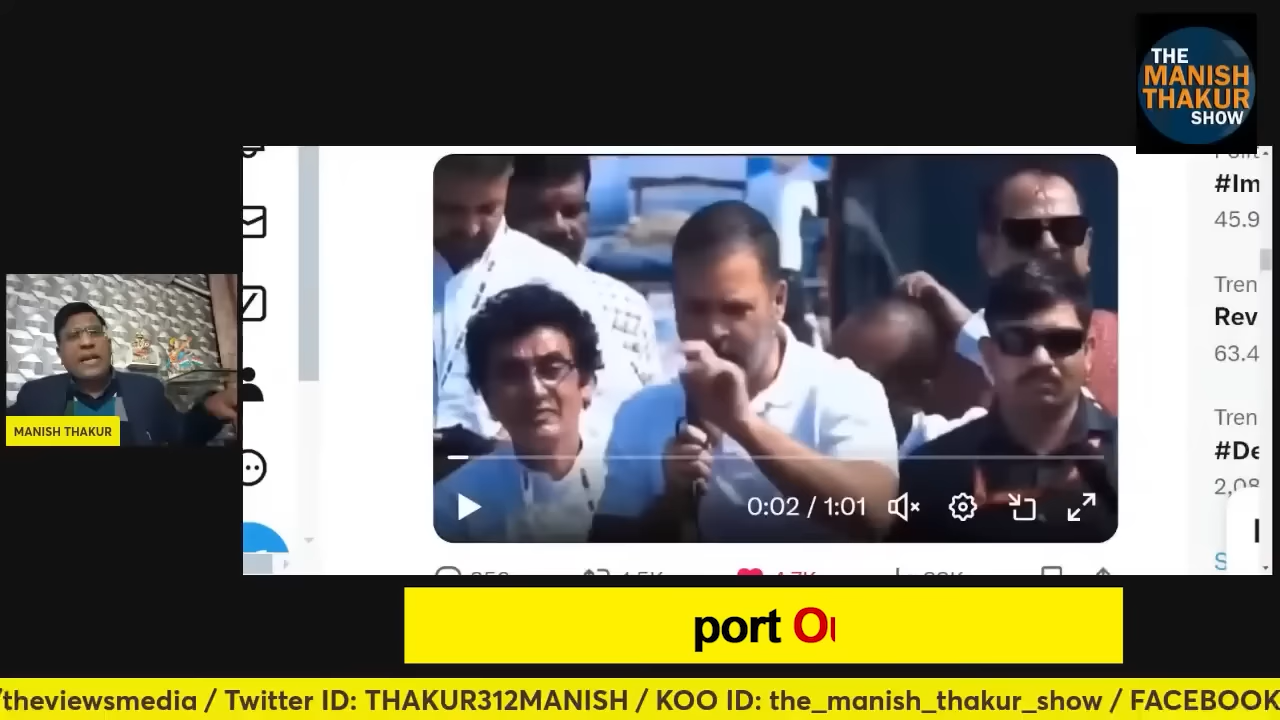 THE
MANISH
THAKUR
SHOW
#Im
45.9
Tren
Rev
63.4
Tren
#De
MANISH THAKUR
0:02 / 1:01
port
/theviewsmedia / Twitter ID: THAKUR312MANISH / KOO ID: the_manish_thakur_show / FACEBOOK